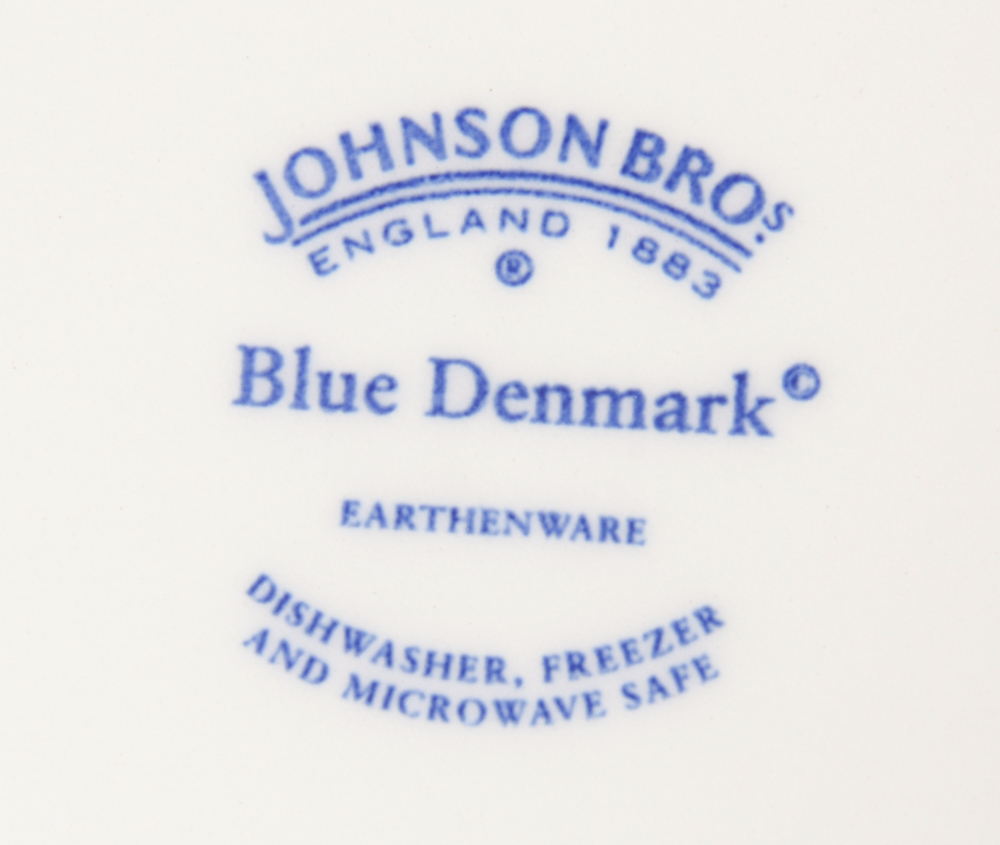 JOHNSON BROS.
ENGLAND 1883
®
Blue Denmark©
EARTHENWARE
DISHWASHER, FREEZER
AND MICROWAVE SAFE